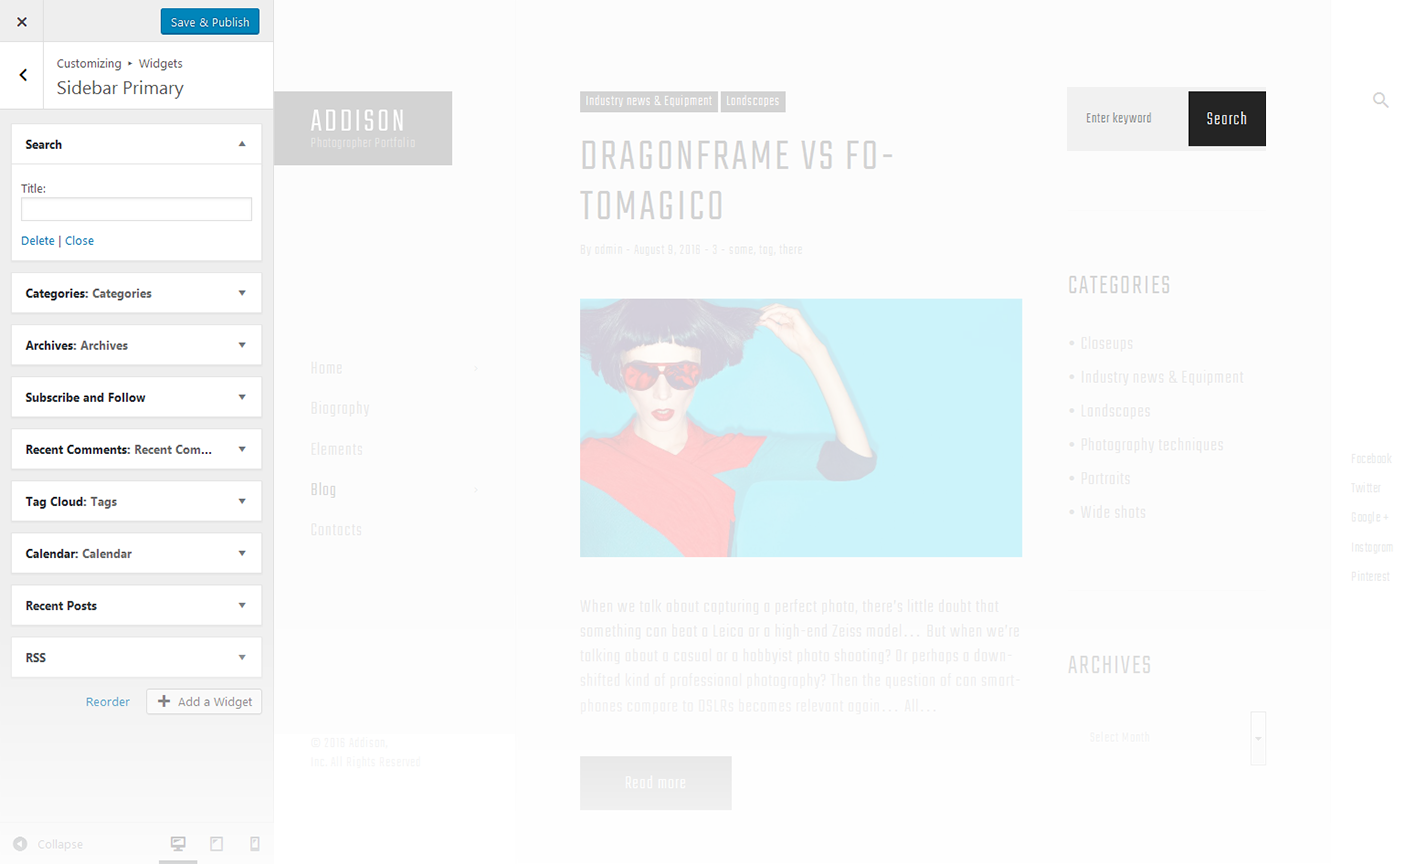 Save & Publish
Customizing ▸ Widgets
Sidebar Primary
Search
Title:
Delete | Close
Categories: Categories
Archives: Archives
Subscribe and Follow
Recent Comments: Recent Com...
Tag Cloud: Tags
Calendar: Calendar
Recent Posts
RSS
Reorder
Add a Widget
Collapse
ADDISON
Photographer Portfolio
Home
Biography
Elements
Blog
Contacts
© 2016 Addison,
Inc. All Rights Reserved
Industry news & Equipment
Landscapes
DRAGONFRAME VS FO-
TOMAGICO
By admin - August 9, 2016 - 3 - some, tag, there
When we talk about capturing a perfect photo, there's little doubt that
something can beat a Leica or a high-end Zeiss model... But when we're
talking about a casual or a hobbyist photo shooting? Or perhaps a down-
shifted kind of professional photography? Then the question of can smart-
phones compare to DSLRs becomes relevant again... All...
Read more
Enter keyword
Search
CATEGORIES
• Closeups
• Industry news & Equipment
• Landscapes
• Photography techniques
• Portraits
• Wide shots
ARCHIVES
Select Month
Facebook
Twitter
Google +
Instagram
Pinterest